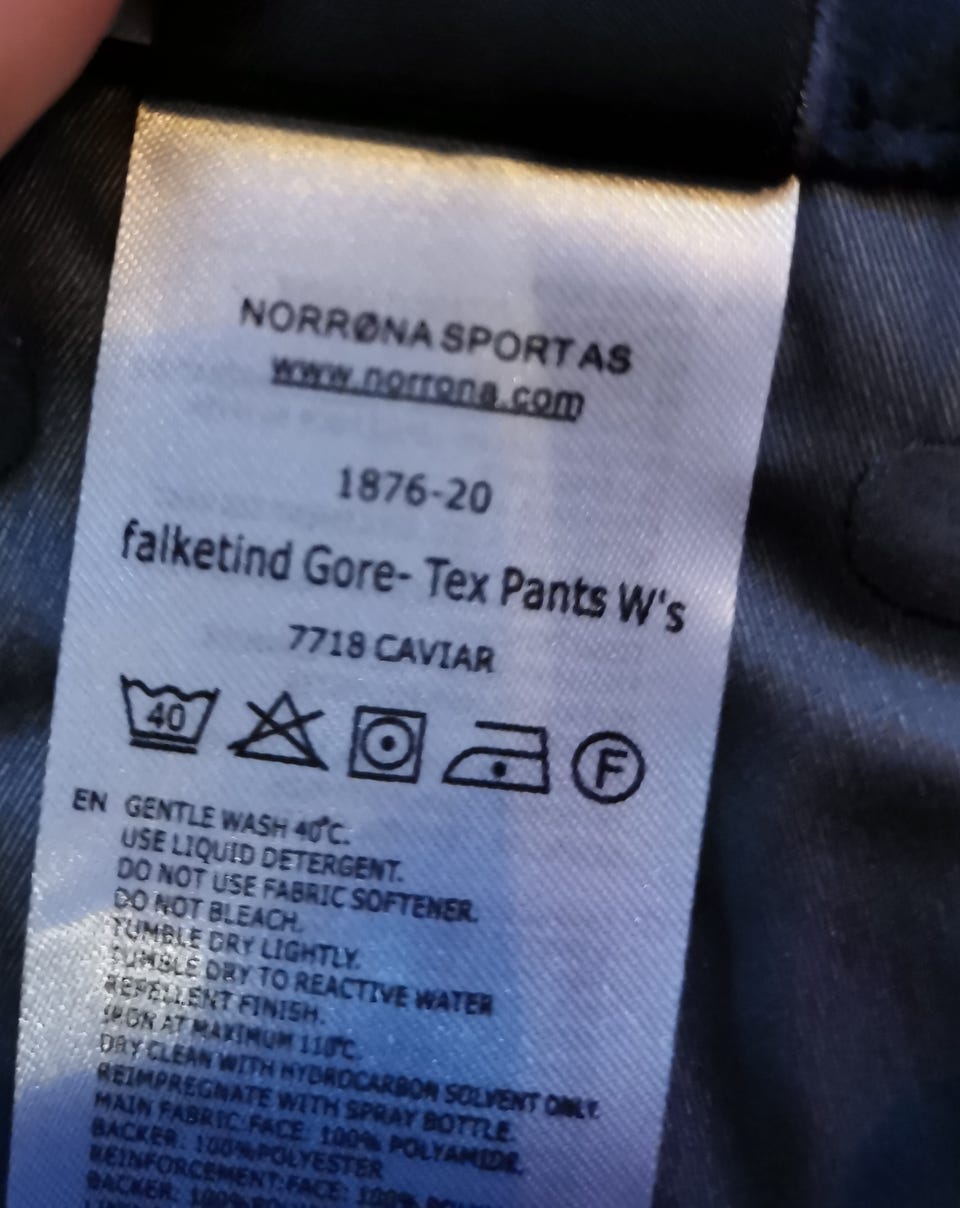 NORRØNA SPORT AS
www.norrona.com
1876-20
falketind Gore- Tex Pants W's
7718 CAVIAR
40 F
EN GENTLE WASH 40°C.
USE LIQUID DETERGENT.
DO NOT USE FABRIC SOFTENER.
DO NOT BLEACH.
TUMBLE DRY LIGHTLY.
TUMBLE DRY TO REACTIVE WATER
REPELLENT FINISH.
IRON AT MAXIMUM 110°C.
DRY CLEAN WITH HYDROCARBON SOLVENT ONLY.
REIMPREGNATE WITH SPRAY BOTTLE.
MAIN FABRIC:FACE: 100% POLYAMIDE.
BACKER: 100%POLYESTER
REINFORCEMENT:FACE: 100%
BACKER: